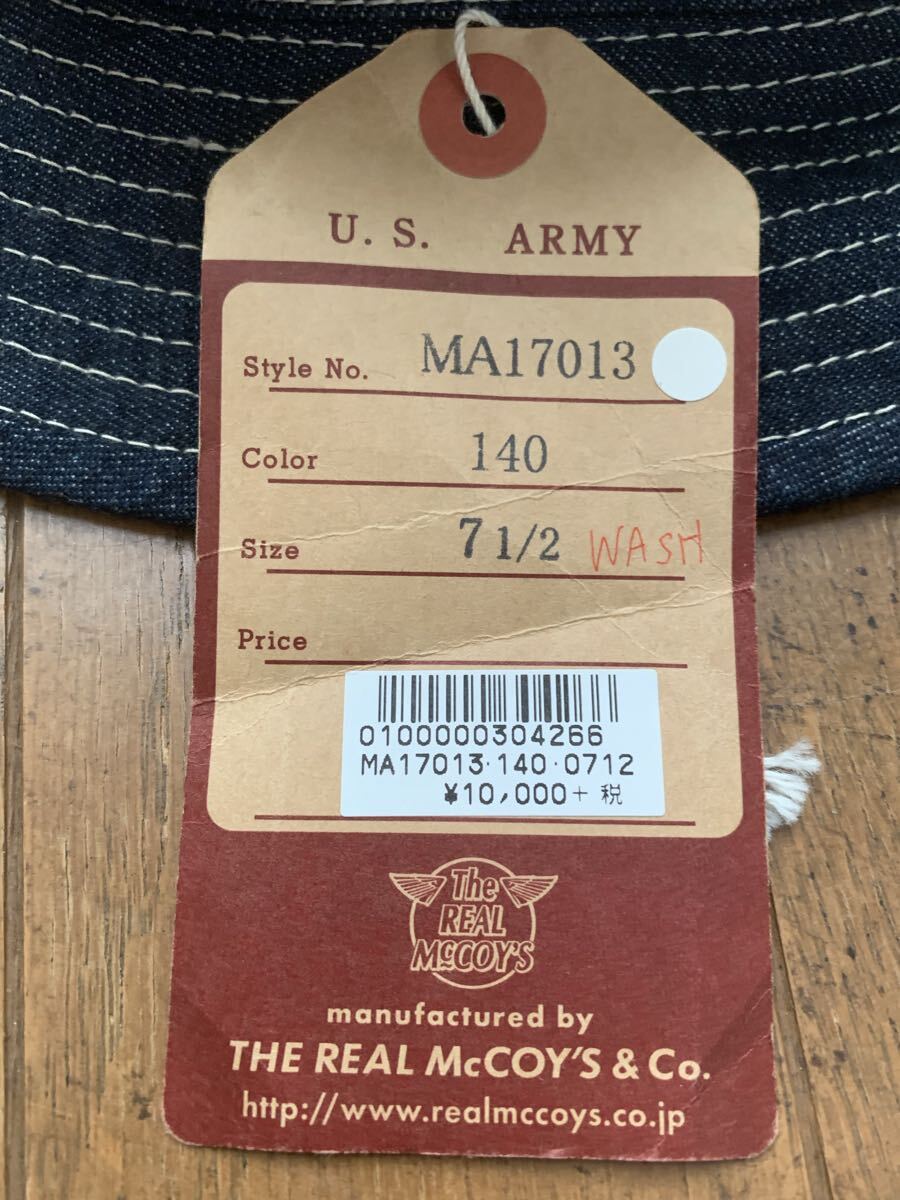 U. S. ARMY
Style No. MA17013
Color 140
Size 7 1/2 WASH
Price
0100000304266
MA17013·140·0712
¥10,000+税
The
REAL
McCOY'S
manufactured by
THE REAL McCOY'S & Co.
http://www.realmccoys.co.jp